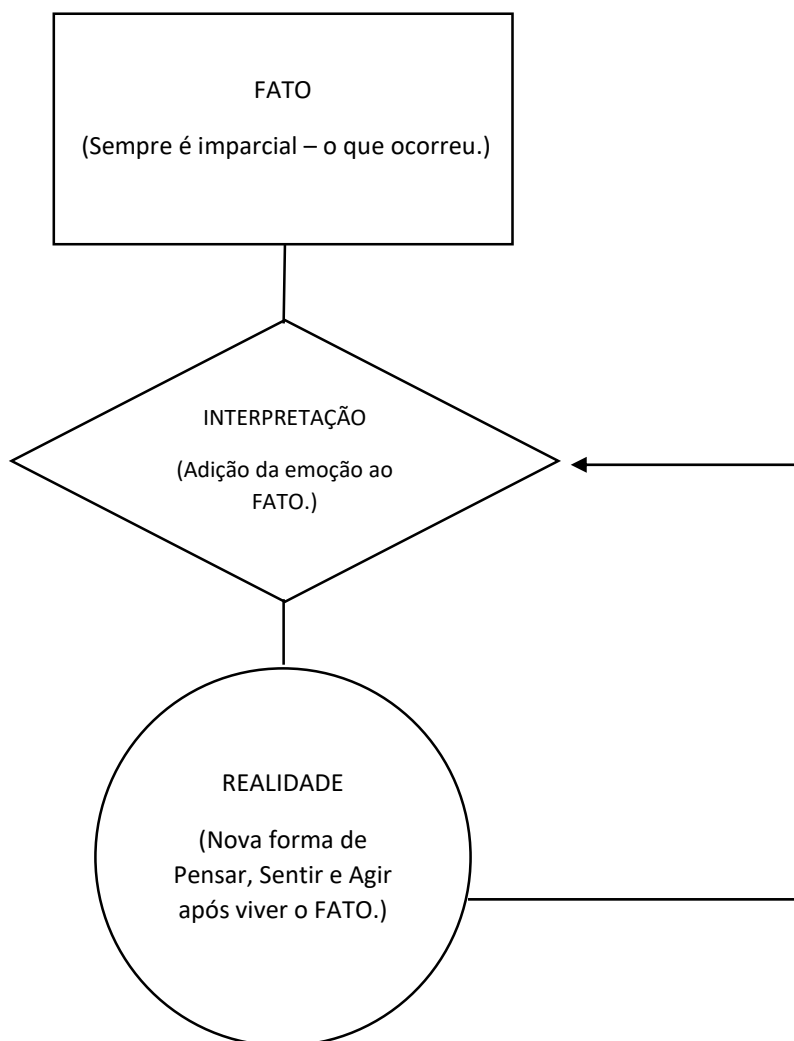 FATO
(Sempre é imparcial – o que ocorreu.)
INTERPRETAÇÃO
(Adição da emoção ao
FATO.)
REALIDADE
(Nova forma de
Pensar, Sentir e Agir
após viver o FATO.)